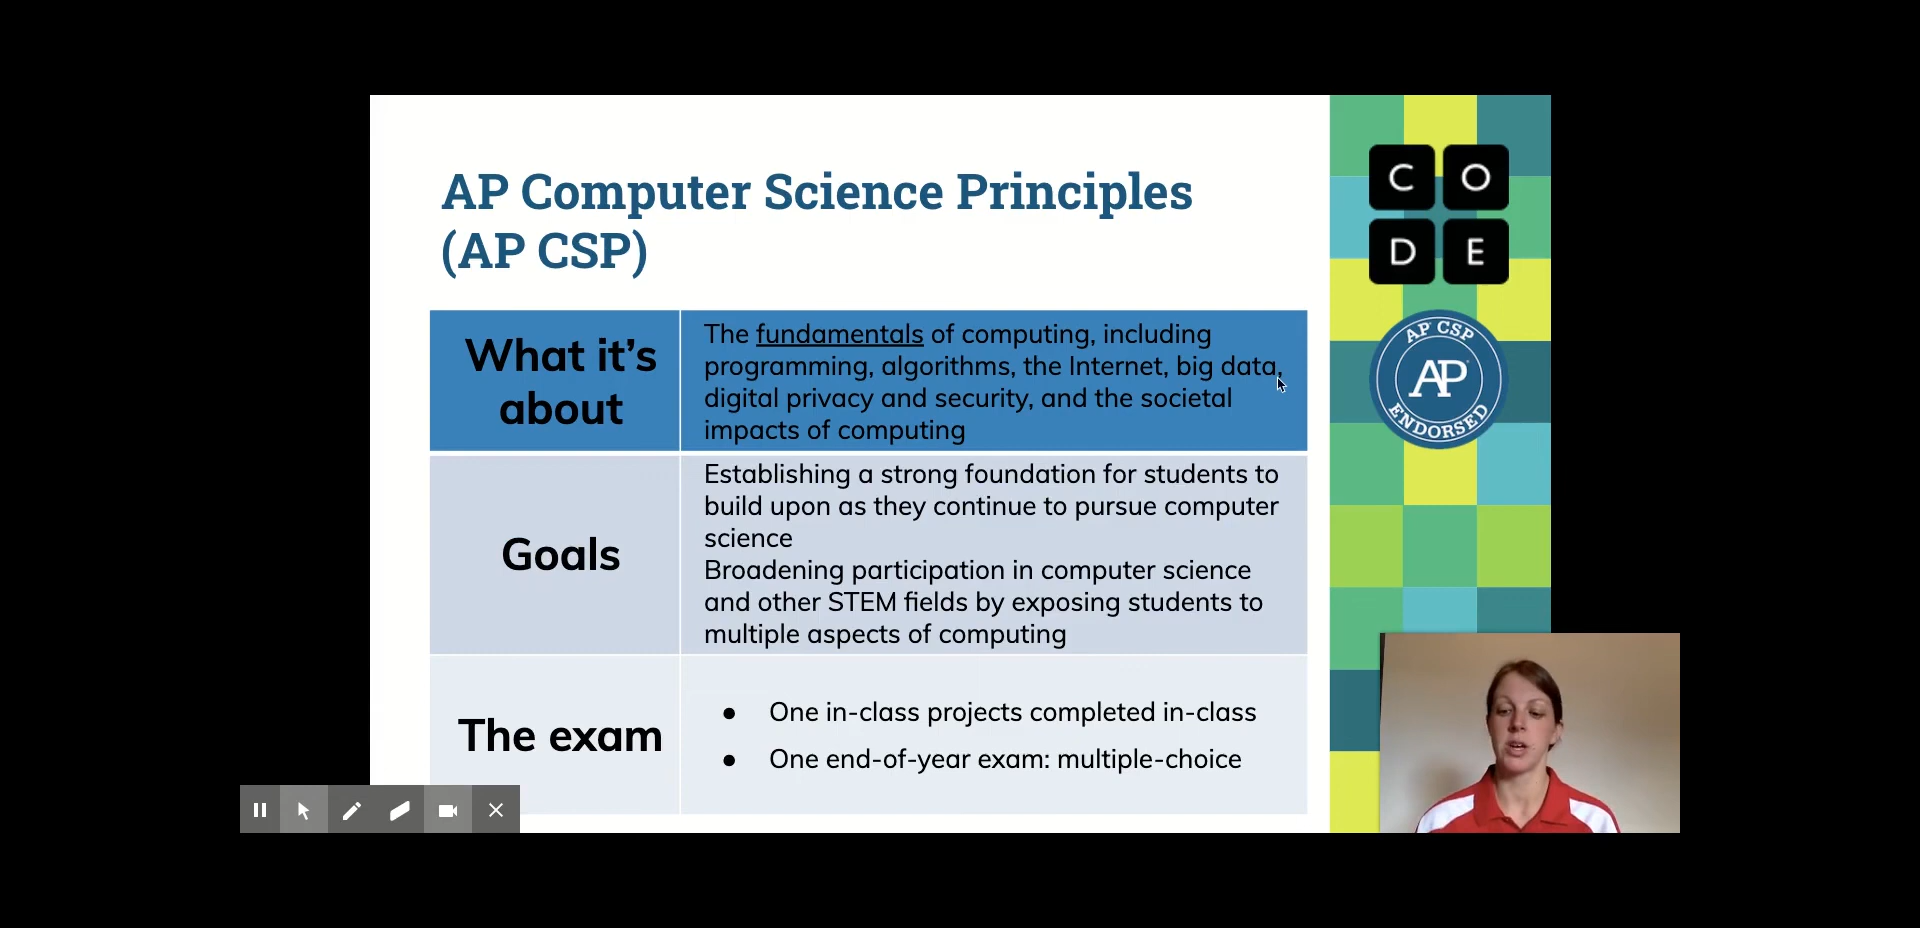 AP Computer Science Principles
(AP CSP)
What it's
about
The fundamentals of computing, including
programming, algorithms, the Internet, big data,
digital privacy and security, and the societal
impacts of computing
Goals
Establishing a strong foundation for students to
build upon as they continue to pursue computer
science
Broadening participation in computer science
and other STEM fields by exposing students to
multiple aspects of computing
The exam
● One in-class projects completed in-class
● One end-of-year exam: multiple-choice
C O
D E
AP CSP
AP
ENDORSED